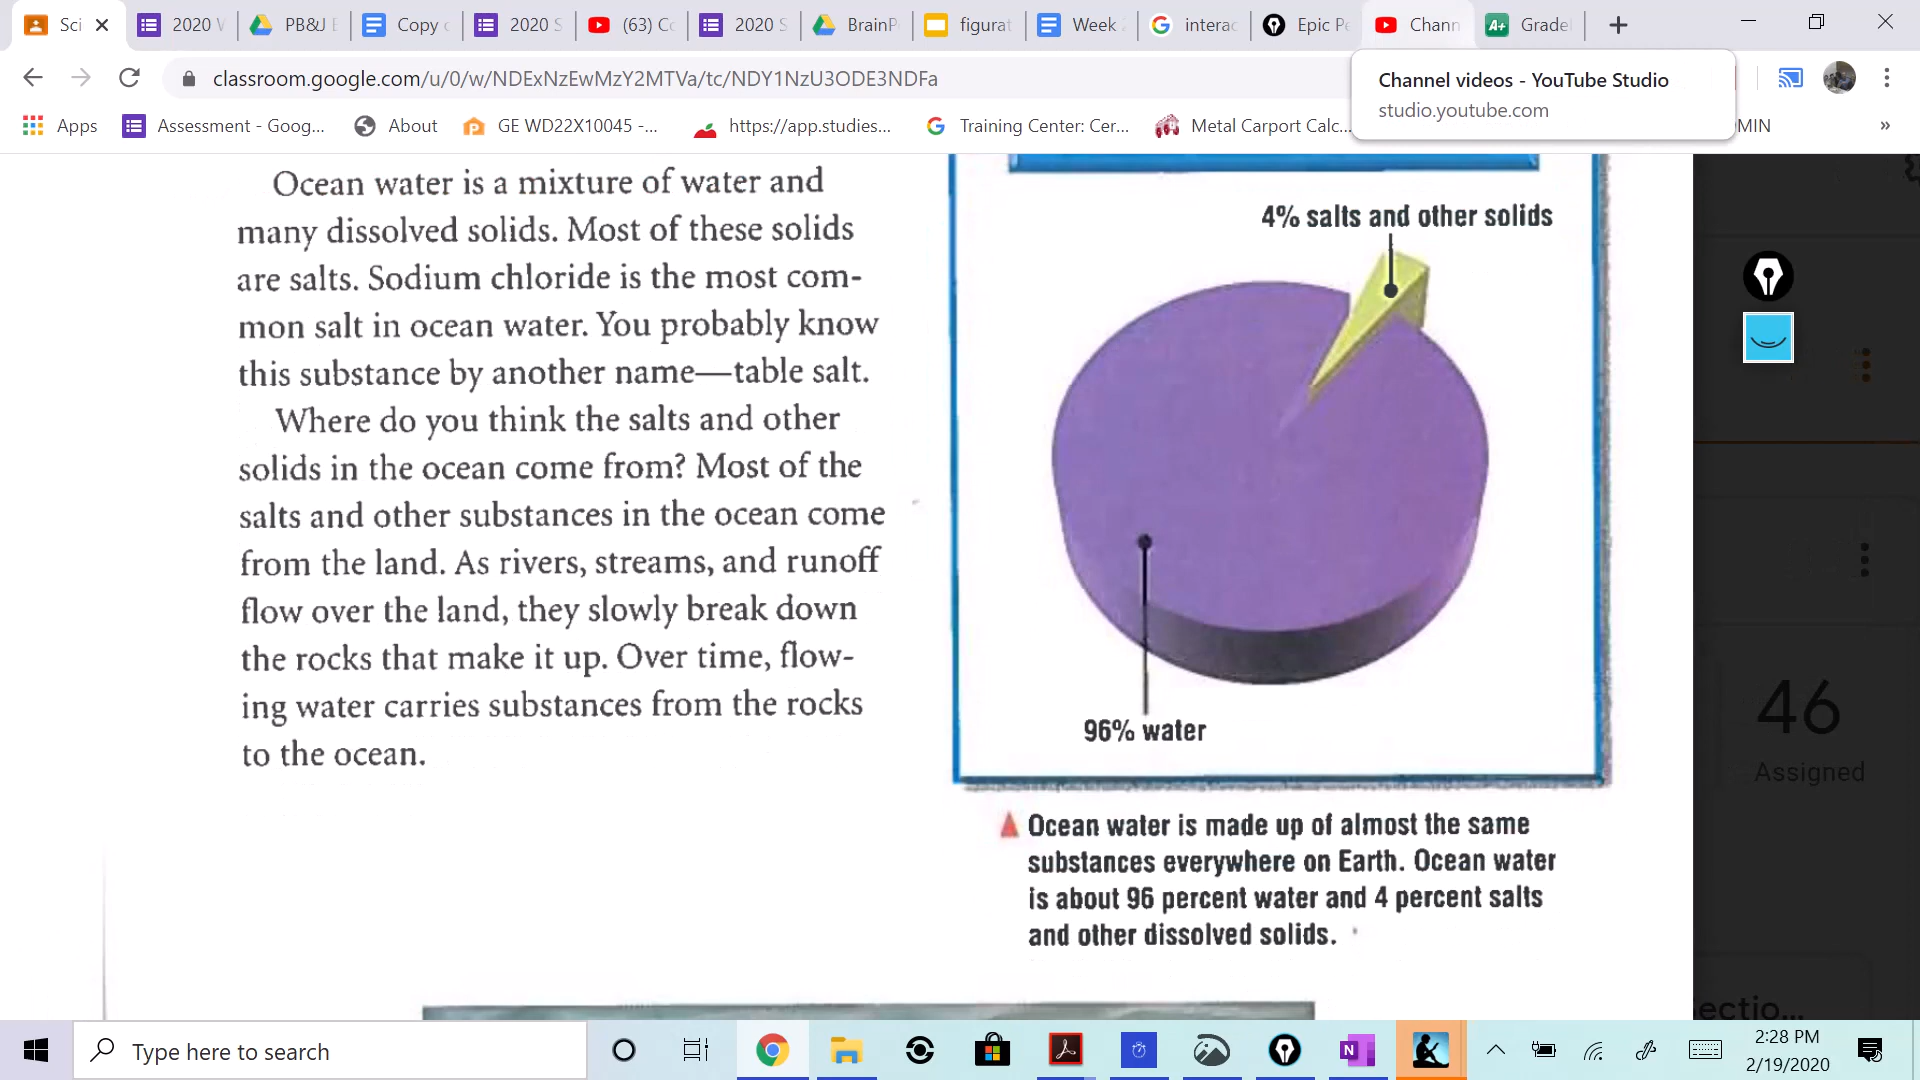 Sci
2020 W
PB&J E
Copy o
2020 S
(63) Co
2020 S
BrainP
figurat
Week
interac
Epic Pe
Chann
Grade
classroom.google.com/u/0/w/NDExNzEwMzY2MTVa/tc/NDY1NzU3ODE3NDFa
Channel videos - YouTube Studio
studio.youtube.com
Apps
Assessment - Goog...
About
GE WD22X10045 -...
https://app.studies...
Training Center: Cer...
Metal Carport Calc...
MIN
»
Ocean water is a mixture of water and
many dissolved solids. Most of these solids
are salts. Sodium chloride is the most com-
mon salt in ocean water. You probably know
this substance by another name—table salt.
Where do you think the salts and other
solids in the ocean come from? Most of the
salts and other substances in the ocean come
from the land. As rivers, streams, and runoff
flow over the land, they slowly break down
the rocks that make it up. Over time, flow-
ing water carries substances from the rocks
to the ocean.
4% salts and other solids
96% water
Ocean water is made up of almost the same
substances everywhere on Earth. Ocean water
is about 96 percent water and 4 percent salts
and other dissolved solids.
46
Assigned
Sectio...
Type here to search
2:28 PM
2/19/2020